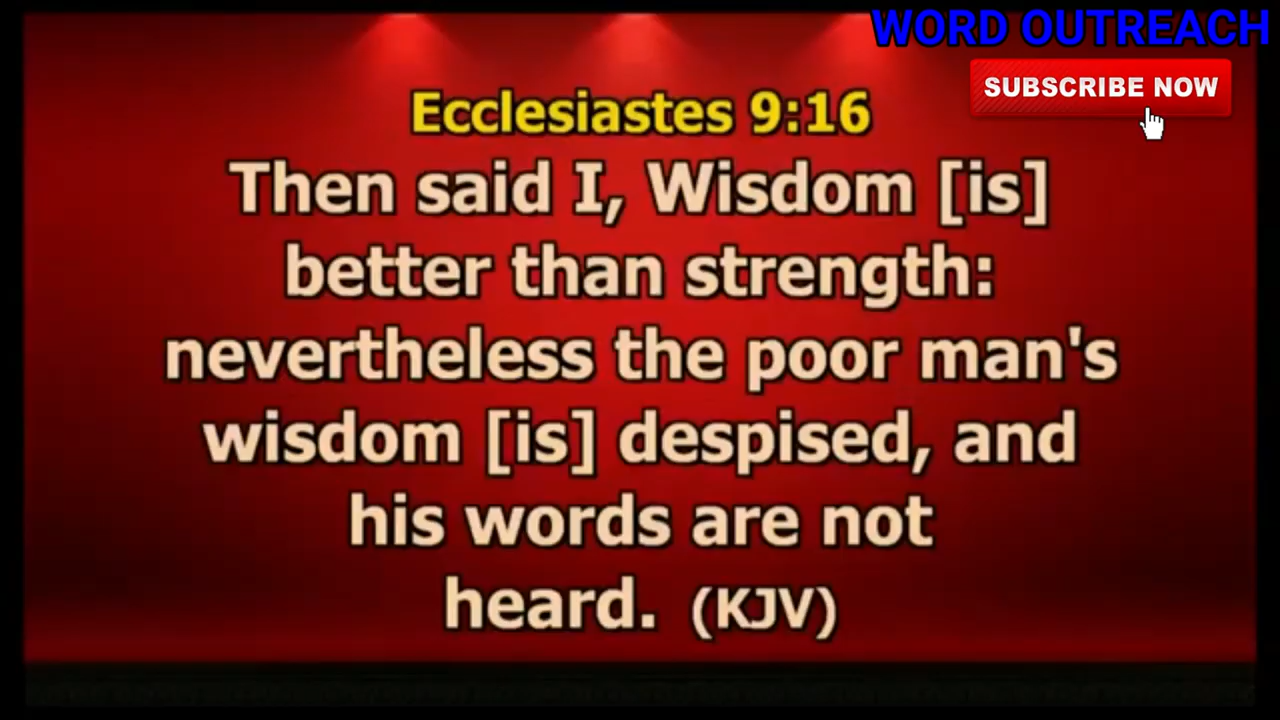 WORD OUTREACH
SUBSCRIBE NOW
Ecclesiastes 9:16
Then said I, Wisdom [is]
better than strength:
nevertheless the poor man's
wisdom [is] despised, and
his words are not
heard. (KJV)